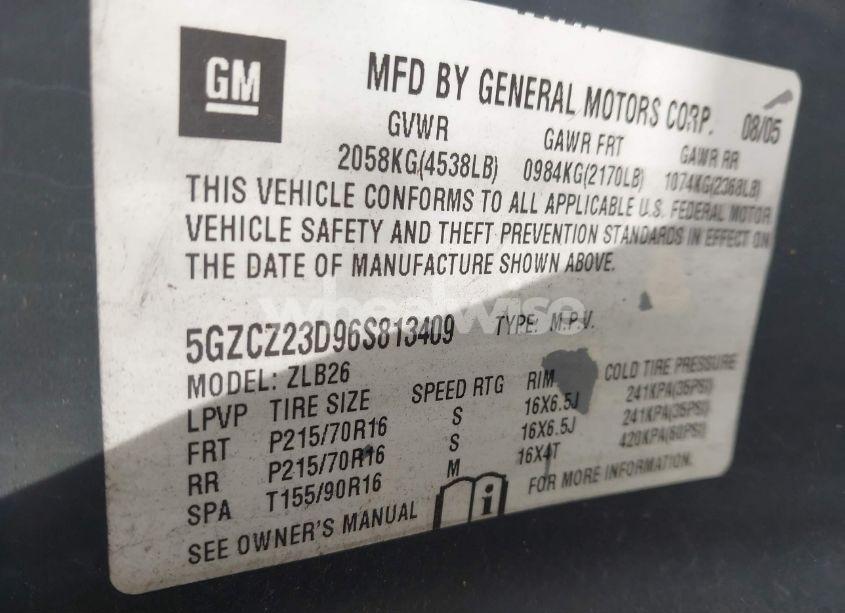 GM
MFD BY GENERAL MOTORS CORP. 08/05
GVWR GAWR FRT GAWR RR
2058KG(4538LB) 0984KG(2170LB) 1074KG(2368LB)
THIS VEHICLE CONFORMS TO ALL APPLICABLE U.S. FEDERAL MOTOR
VEHICLE SAFETY AND THEFT PREVENTION STANDARDS IN EFFECT ON
THE DATE OF MANUFACTURE SHOWN ABOVE.
wheelwise
5GZCZ23D96S813409 TYPE: M.P.V.
MODEL: ZLB26
LPVP TIRE SIZE SPEED RTG RIM COLD TIRE PRESSURE
FRT P215/70R16 S 16X6.5J 241KPA(35PSI)
RR P215/70R16 S 16X6.5J 241KPA(35PSI)
SPA T155/90R16 M 16X4T 420KPA(60PSI)
SEE OWNER'S MANUAL i FOR MORE INFORMATION.